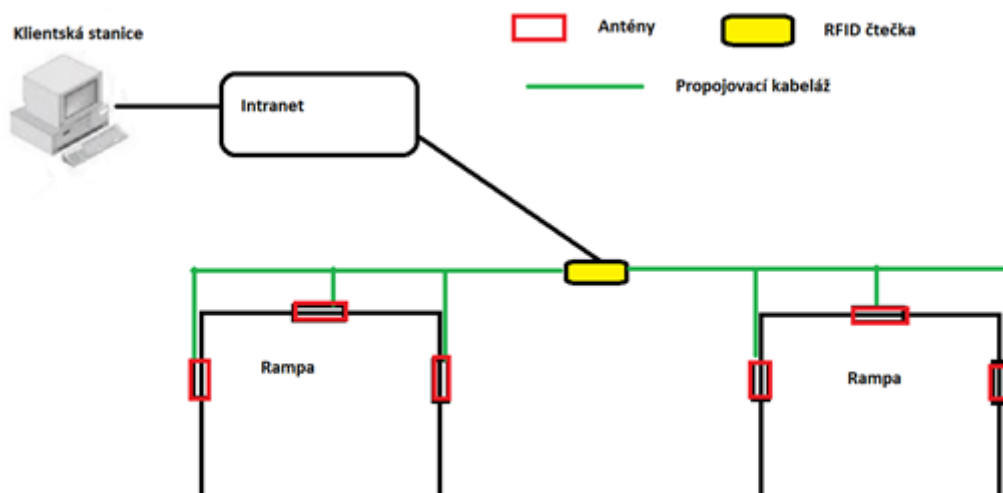 Klientská stanice
Antény
RFID čtečka
Intranet
Propojovací kabeláž
Rampa
Rampa